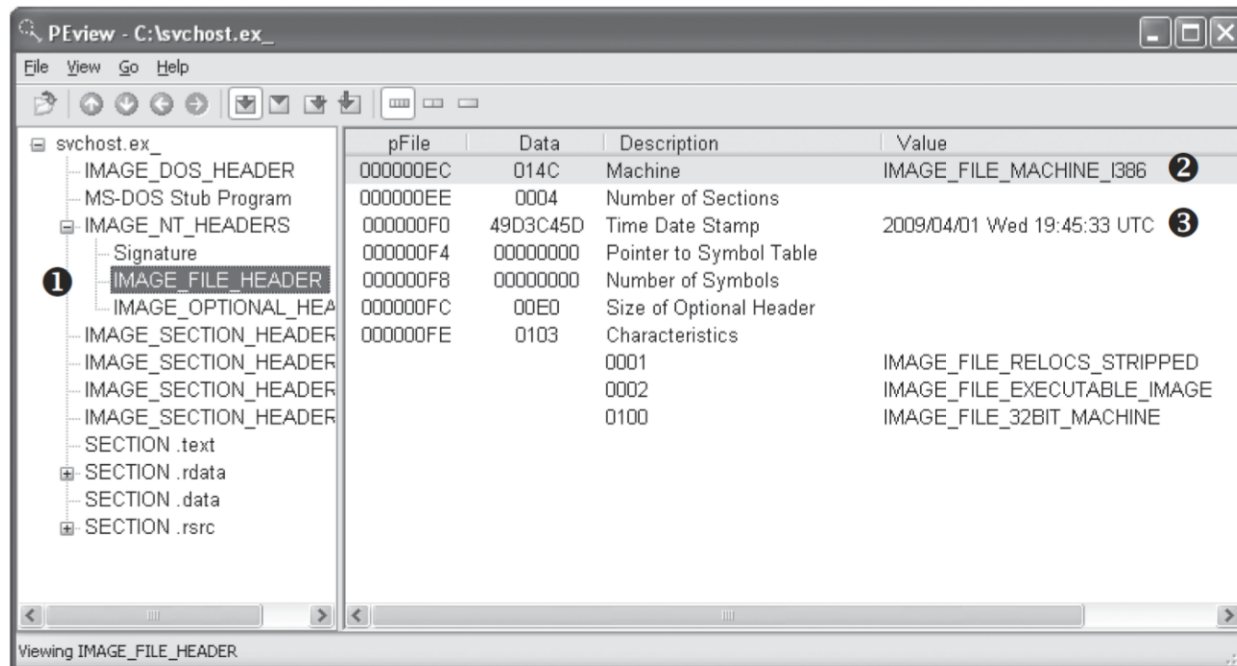 PEview - C:\svchost.ex_
File View Go Help
svchost.ex_
IMAGE_DOS_HEADER
MS-DOS Stub Program
IMAGE_NT_HEADERS
Signature
❶ IMAGE_FILE_HEADER
IMAGE_OPTIONAL_HEA
IMAGE_SECTION_HEADER
IMAGE_SECTION_HEADER
IMAGE_SECTION_HEADER
IMAGE_SECTION_HEADER
SECTION .text
SECTION .rdata
SECTION .data
SECTION .rsrc
pFile Data Description Value
000000EC 014C Machine IMAGE_FILE_MACHINE_I386 ❷
000000EE 0004 Number of Sections
000000F0 49D3C45D Time Date Stamp 2009/04/01 Wed 19:45:33 UTC ❸
000000F4 00000000 Pointer to Symbol Table
000000F8 00000000 Number of Symbols
000000FC 00E0 Size of Optional Header
000000FE 0103 Characteristics
0001 IMAGE_FILE_RELOCS_STRIPPED
0002 IMAGE_FILE_EXECUTABLE_IMAGE
0100 IMAGE_FILE_32BIT_MACHINE
Viewing IMAGE_FILE_HEADER